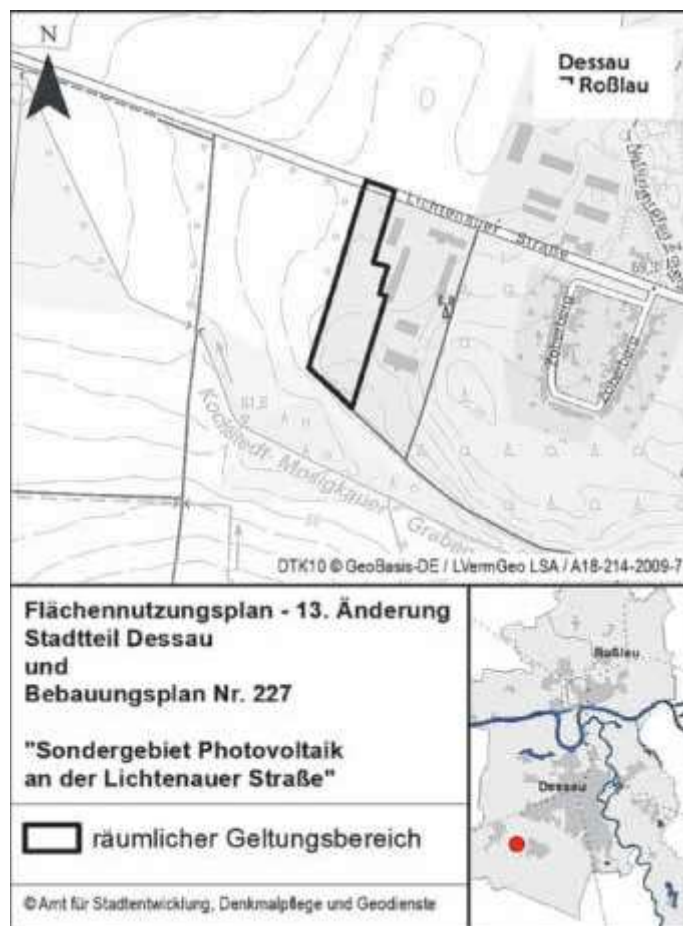 N
Dessau
Roßlau
Lichtenauer Straße
Zoberberg
Zoberberg
Kochstedt- Mosigkauer Graben
DTK10 © GeoBasis-DE / LVermGeo LSA / A18-214-2009-7
Flächennutzungsplan - 13. Änderung
Stadtteil Dessau
und
Bebauungsplan Nr. 227
"Sondergebiet Photovoltaik
an der Lichtenauer Straße"
räumlicher Geltungsbereich
© Amt für Stadtentwicklung, Denkmalpflege und Geodienste
Roßlau
Dessau